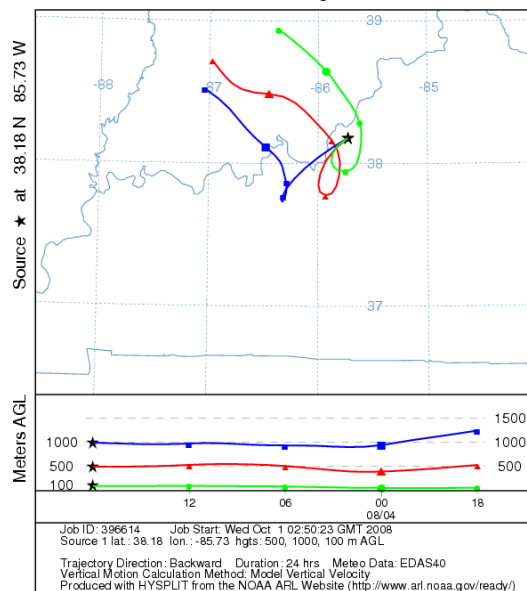 39
-88
-87
-86
-85
38
37
Source ★ at 38.18 N 85.73 W
Meters AGL
1500
1000
1000
500
500
100
12
06
00
18
08/04
Job ID: 396614 Job Start: Wed Oct 1 02:50:23 GMT 2008
Source 1 lat.: 38.18 lon.: -85.73 hgts: 500, 1000, 100 m AGL
Trajectory Direction: Backward Duration: 24 hrs Meteo Data: EDAS40
Vertical Motion Calculation Method: Model Vertical Velocity
Produced with HYSPLIT from the NOAA ARL Website (http://www.arl.noaa.gov/ready/)